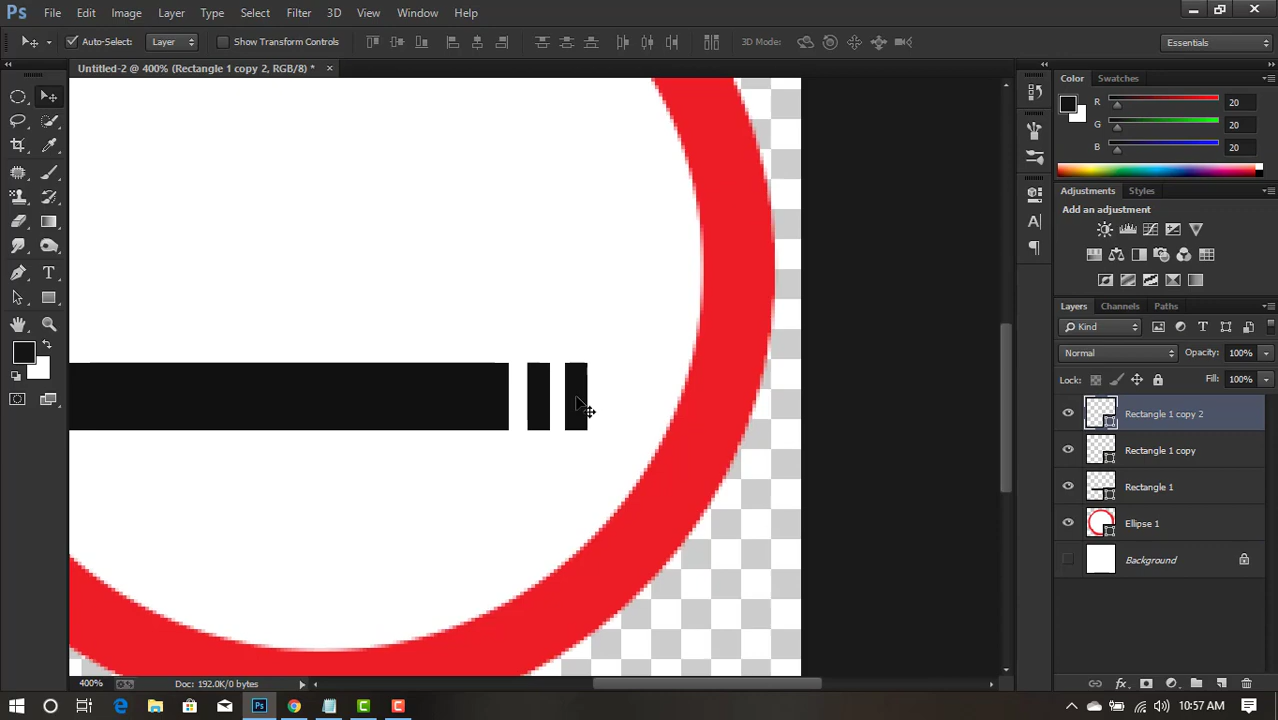 Ps File Edit Image Layer Type Select Filter 3D View Window Help
Auto-Select: Layer Show Transform Controls 3D Mode: Essentials
Untitled-2 @ 400% (Rectangle 1 copy 2, RGB/8) * ×
Color Swatches
R 20
G 20
B 20
Adjustments Styles
Add an adjustment
Layers Channels Paths
Kind
Normal Opacity: 100%
Lock: Fill: 100%
Rectangle 1 copy 2
Rectangle 1 copy
Rectangle 1
Ellipse 1
Background
400% Doc: 192.0K/0 bytes
10:57 AM